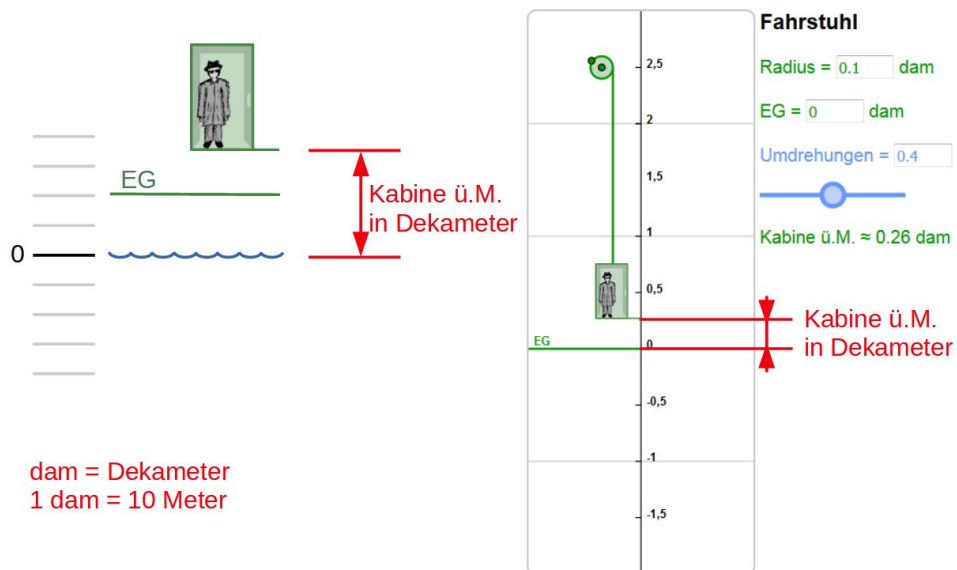 EG
Kabine ü.M.
in Dekameter
0
dam = Dekameter
1 dam = 10 Meter
2,5
2
1,5
1
0,5
0
-0,5
-1
-1,5
EG
Kabine ü.M.
in Dekameter
Fahrstuhl
Radius = 0.1 dam
EG = 0 dam
Umdrehungen = 0.4
Kabine ü.M. ≈ 0.26 dam